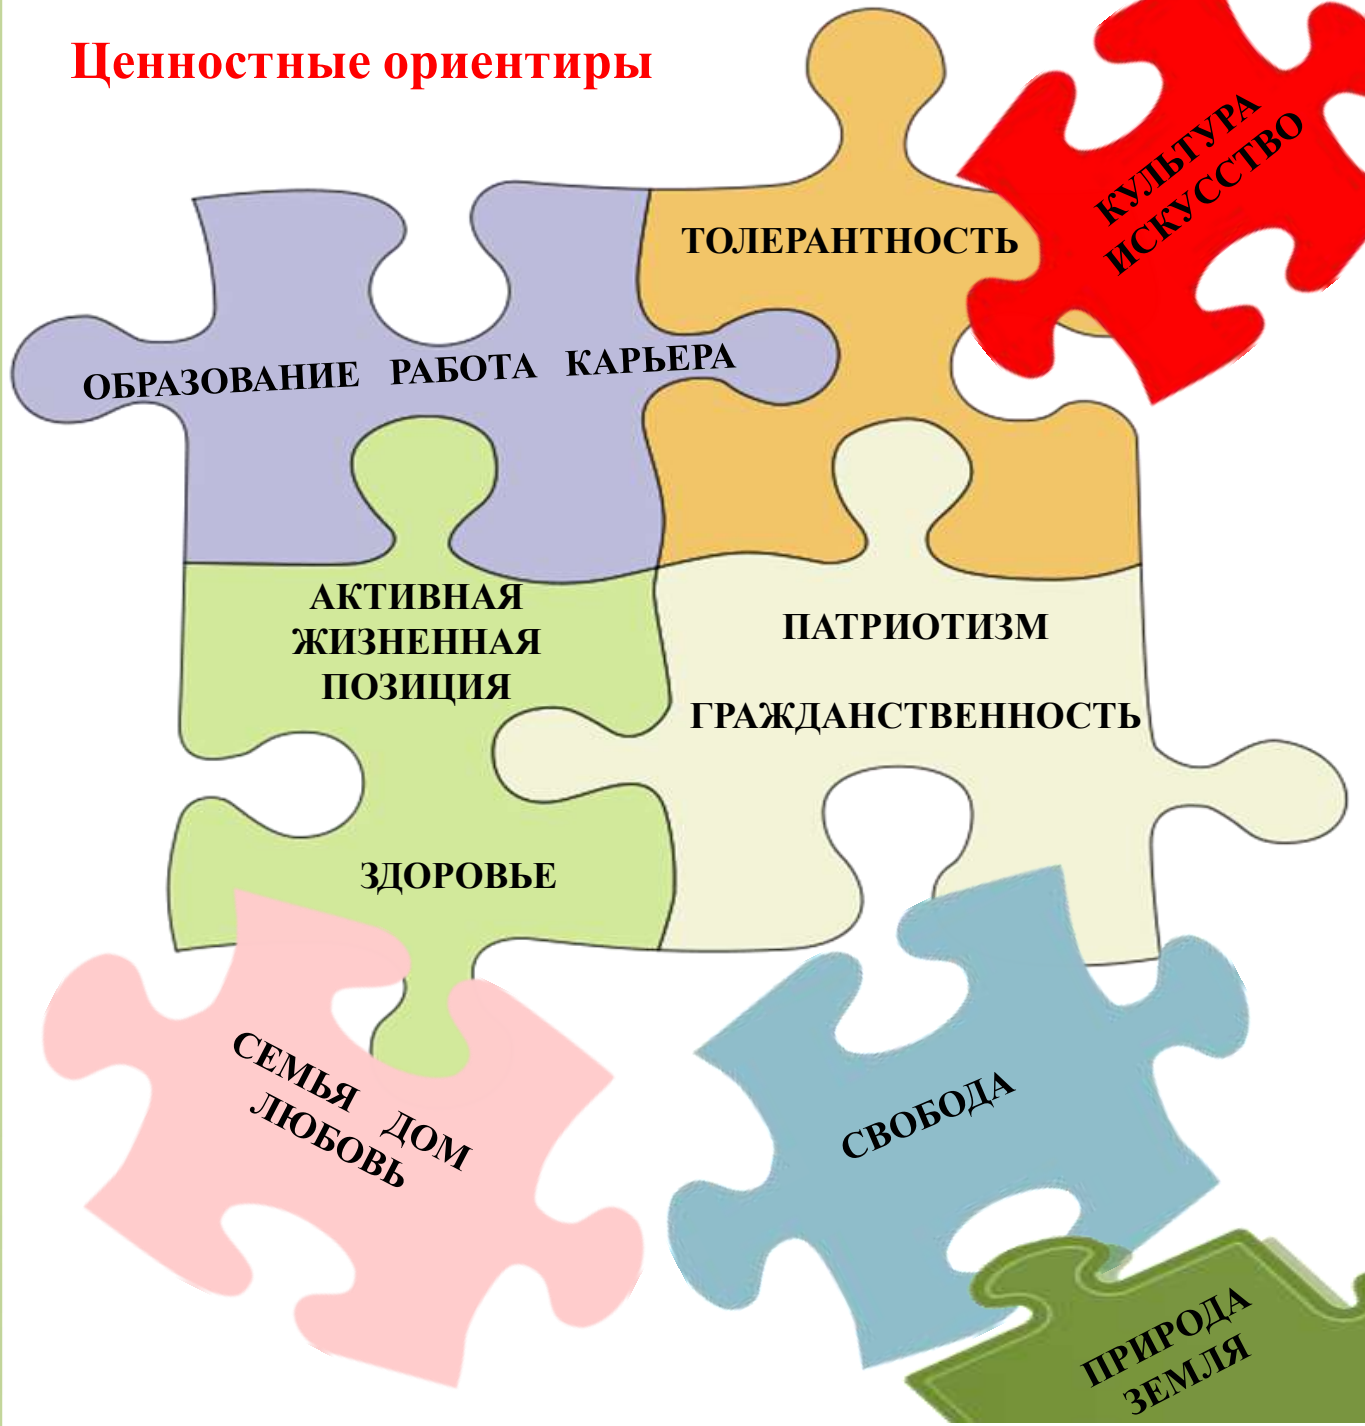 Ценностные ориентиры
КУЛЬТУРА
ИСКУССТВО
ТОЛЕРАНТНОСТЬ
ОБРАЗОВАНИЕ РАБОТА КАРЬЕРА
АКТИВНАЯ
ЖИЗНЕННАЯ
ПОЗИЦИЯ
ПАТРИОТИЗМ
ГРАЖДАНСТВЕННОСТЬ
ЗДОРОВЬЕ
СЕМЬЯ ДОМ
ЛЮБОВЬ
СВОБОДА
ПРИРОДА
ЗЕМЛЯ